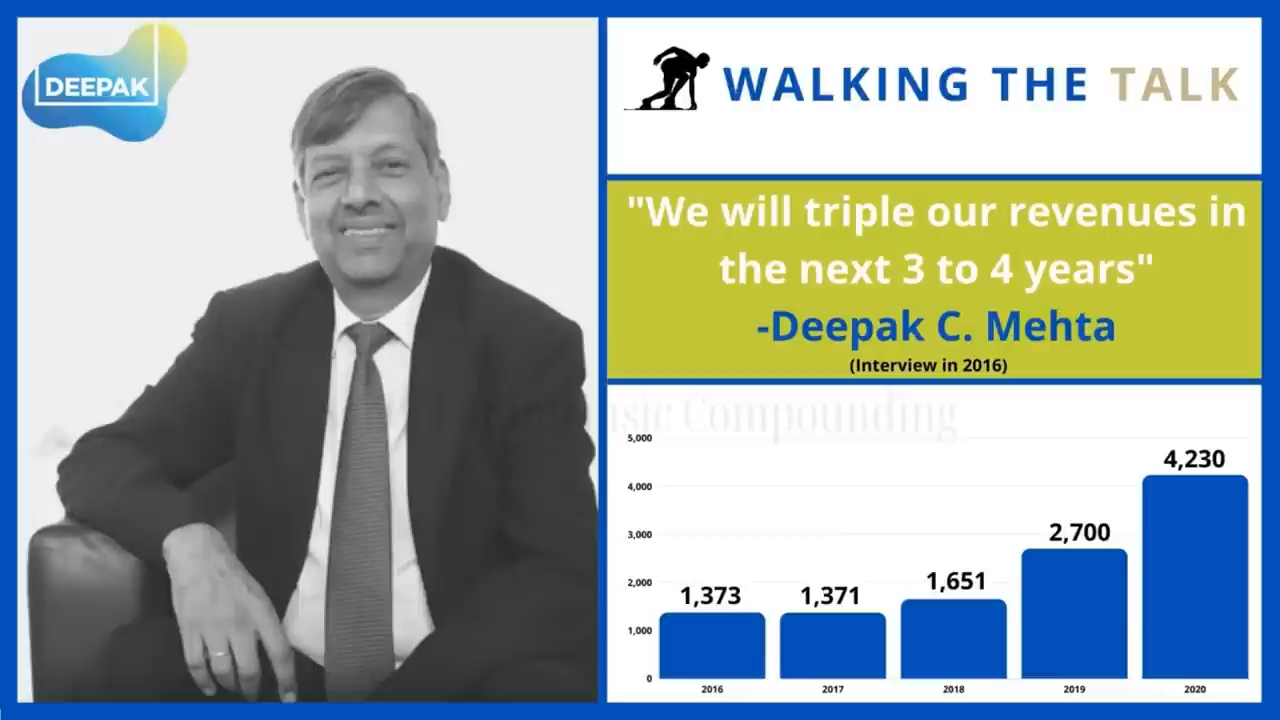 DEEPAK
WALKING THE TALK
"We will triple our revenues in
the next 3 to 4 years"
-Deepak C. Mehta
(Interview in 2016)
Compounding
5,000
4,000
3,000
2,000
1,000
0
1,373
1,371
1,651
2,700
4,230
2016
2017
2018
2019
2020